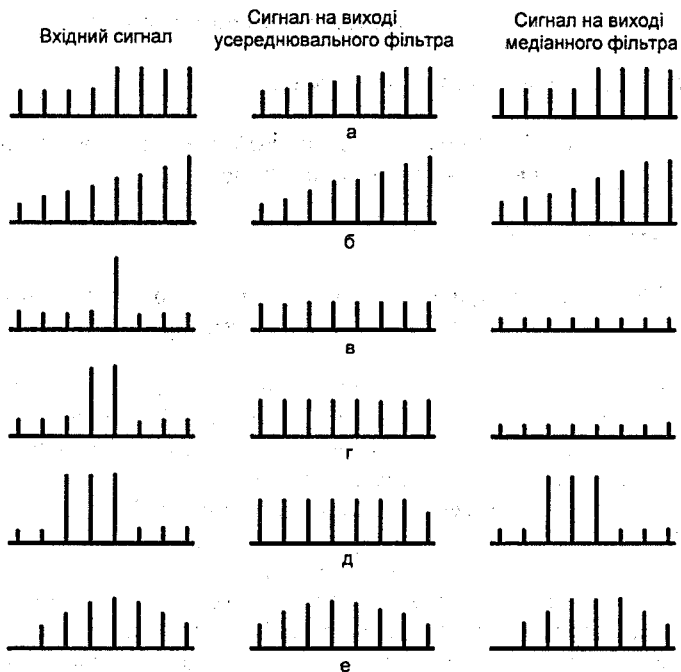 Вхідний сигнал
Сигнал на виході
усереднювального фільтра
Сигнал на виході
медіанного фільтра
а
б
в
г
д
е